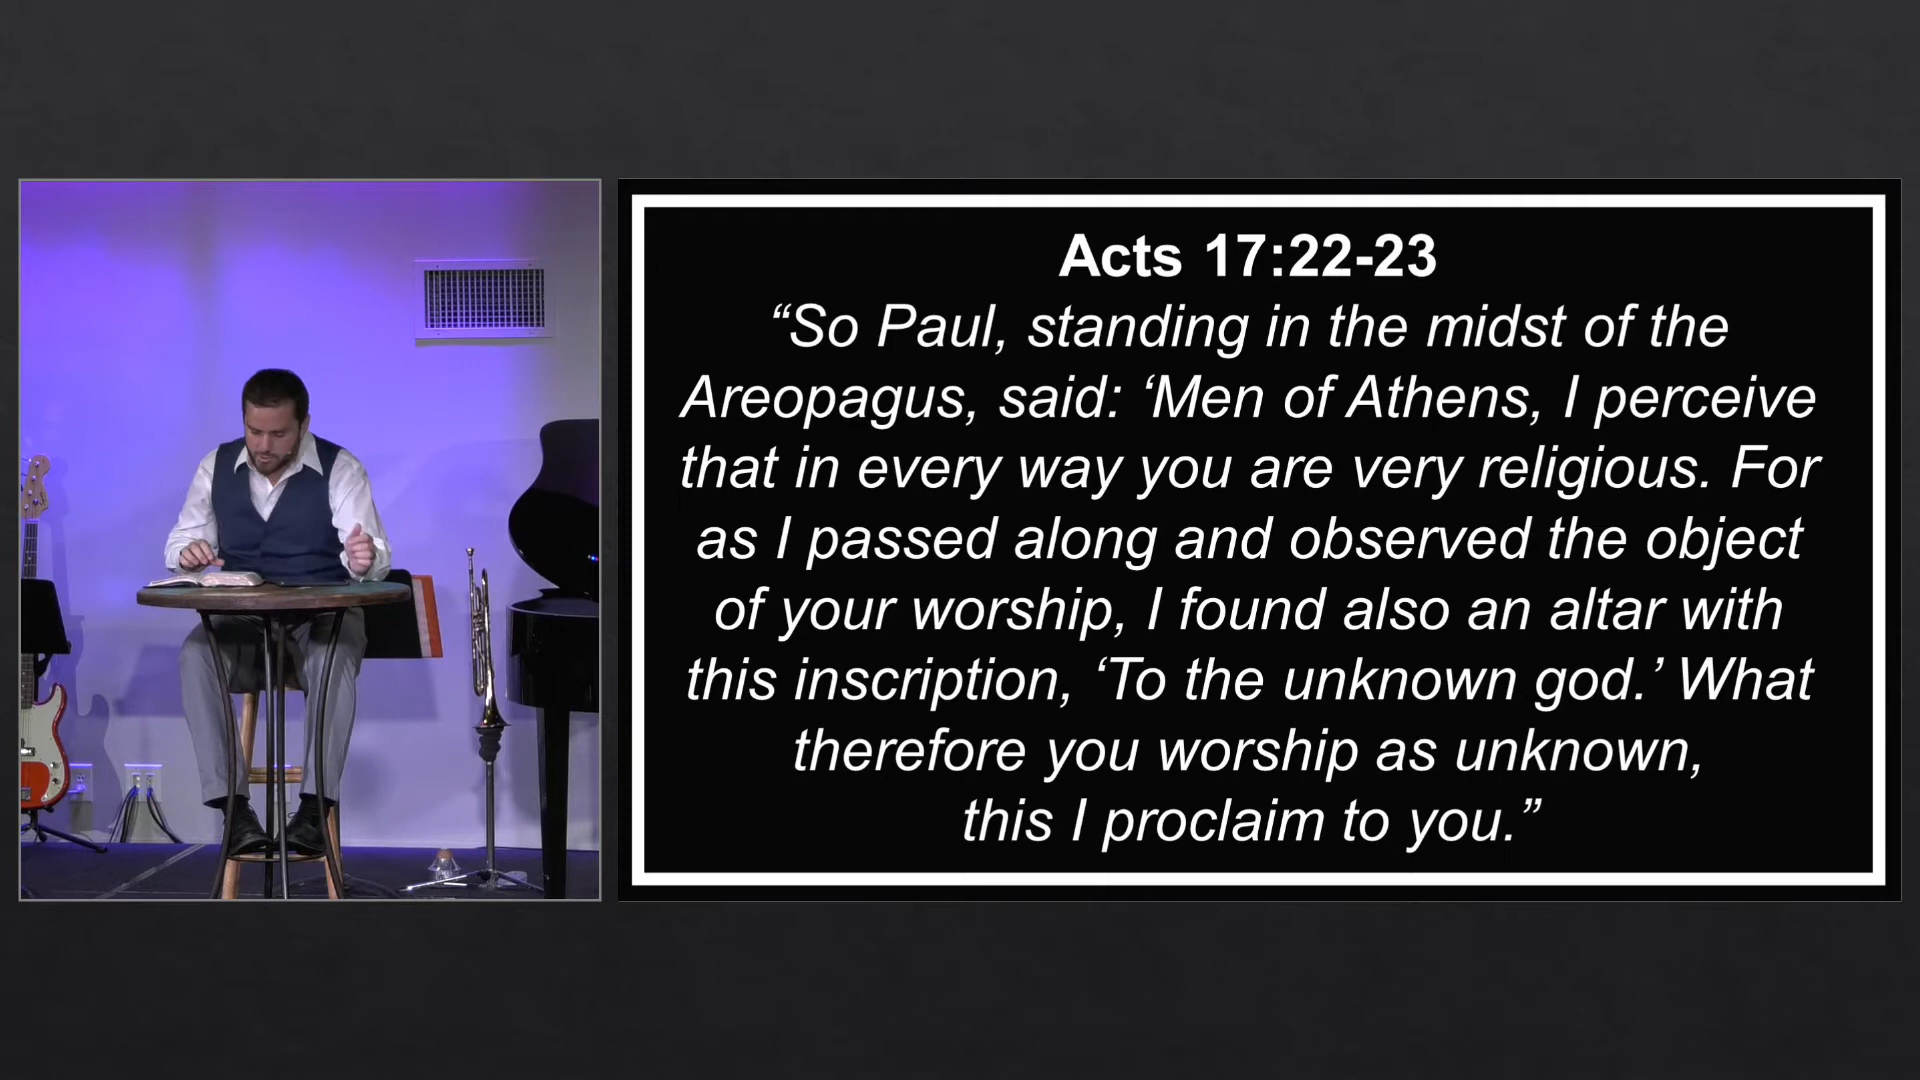 Acts 17:22-23
“So Paul, standing in the midst of the
Areopagus, said: ‘Men of Athens, I perceive
that in every way you are very religious. For
as I passed along and observed the object
of your worship, I found also an altar with
this inscription, ‘To the unknown god.’ What
therefore you worship as unknown,
this I proclaim to you.”